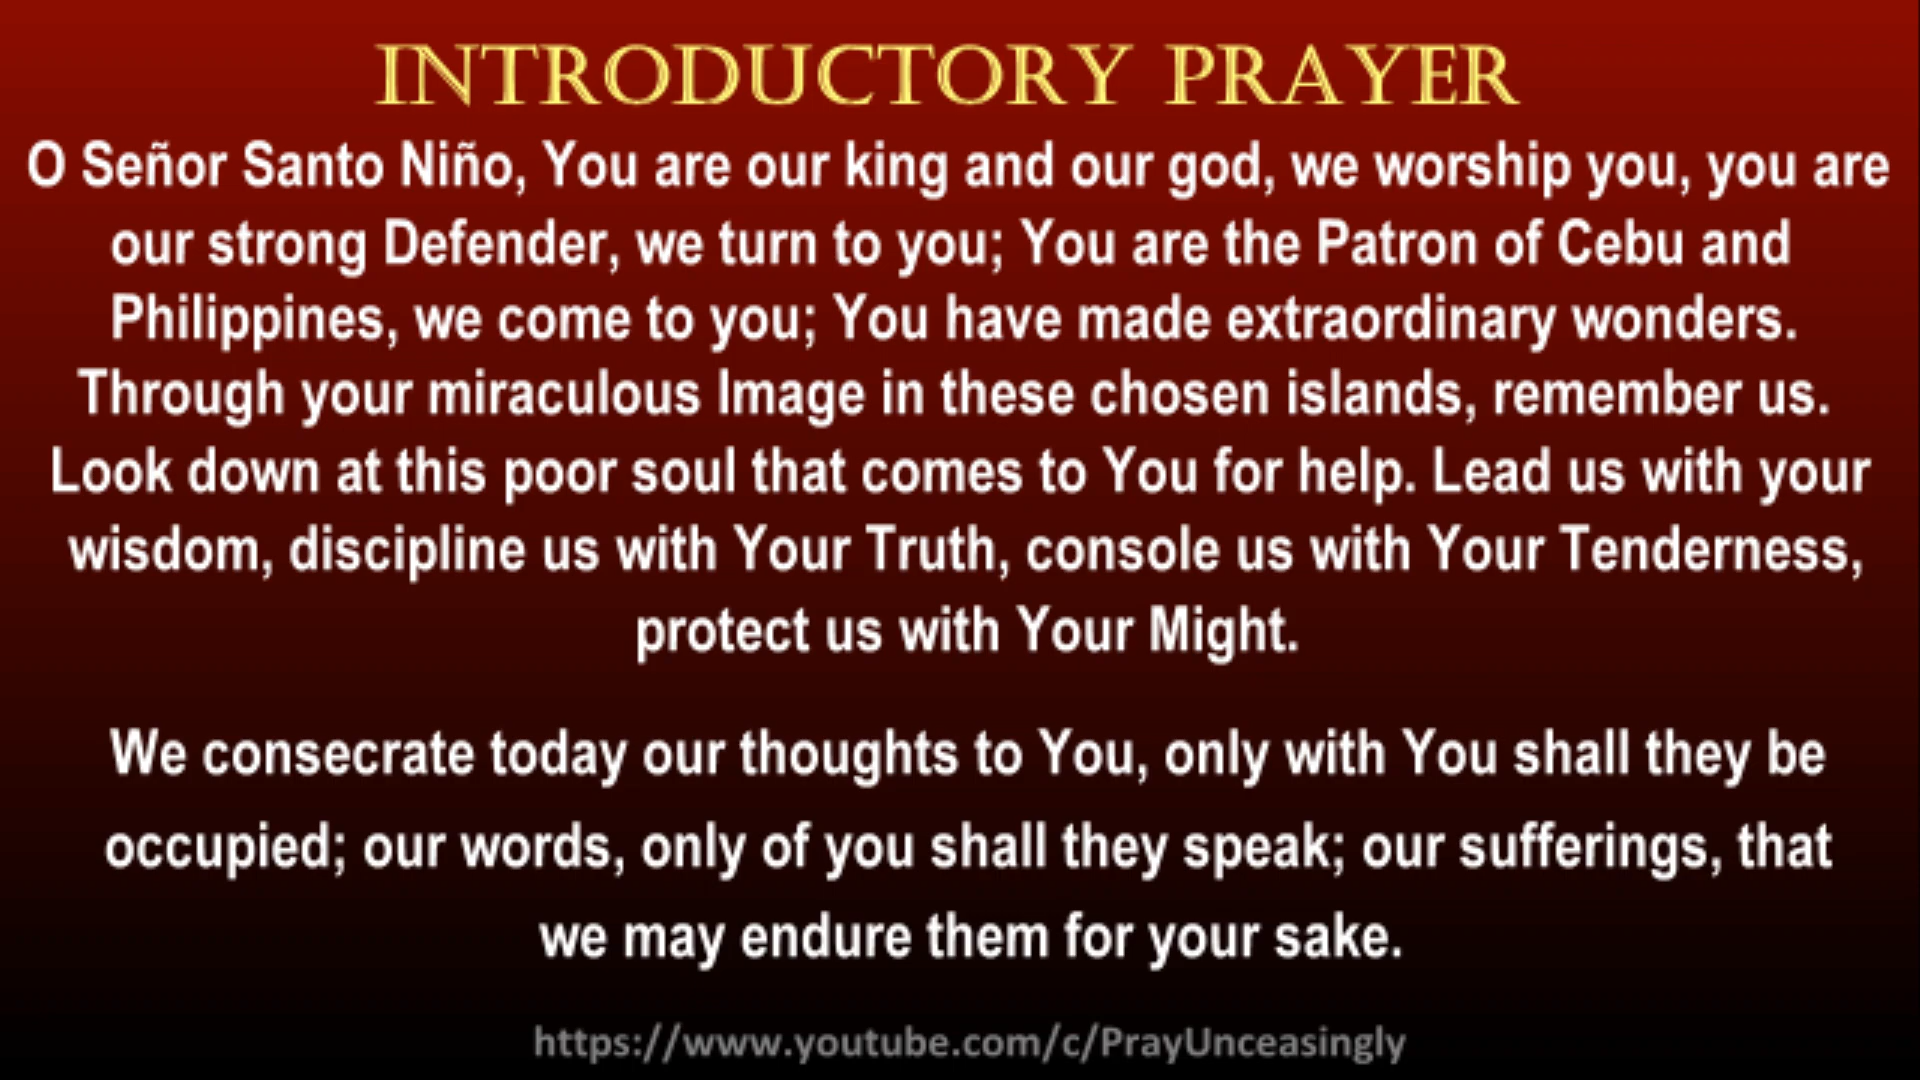 INTRODUCTORY PRAYER
O Señor Santo Niño, You are our king and our god, we worship you, you are
our strong Defender, we turn to you; You are the Patron of Cebu and
Philippines, we come to you; You have made extraordinary wonders.
Through your miraculous Image in these chosen islands, remember us.
Look down at this poor soul that comes to You for help. Lead us with your
wisdom, discipline us with Your Truth, console us with Your Tenderness,
protect us with Your Might.
We consecrate today our thoughts to You, only with You shall they be
occupied; our words, only of you shall they speak; our sufferings, that
we may endure them for your sake.
https://www.youtube.com/c/PrayUnceasingly